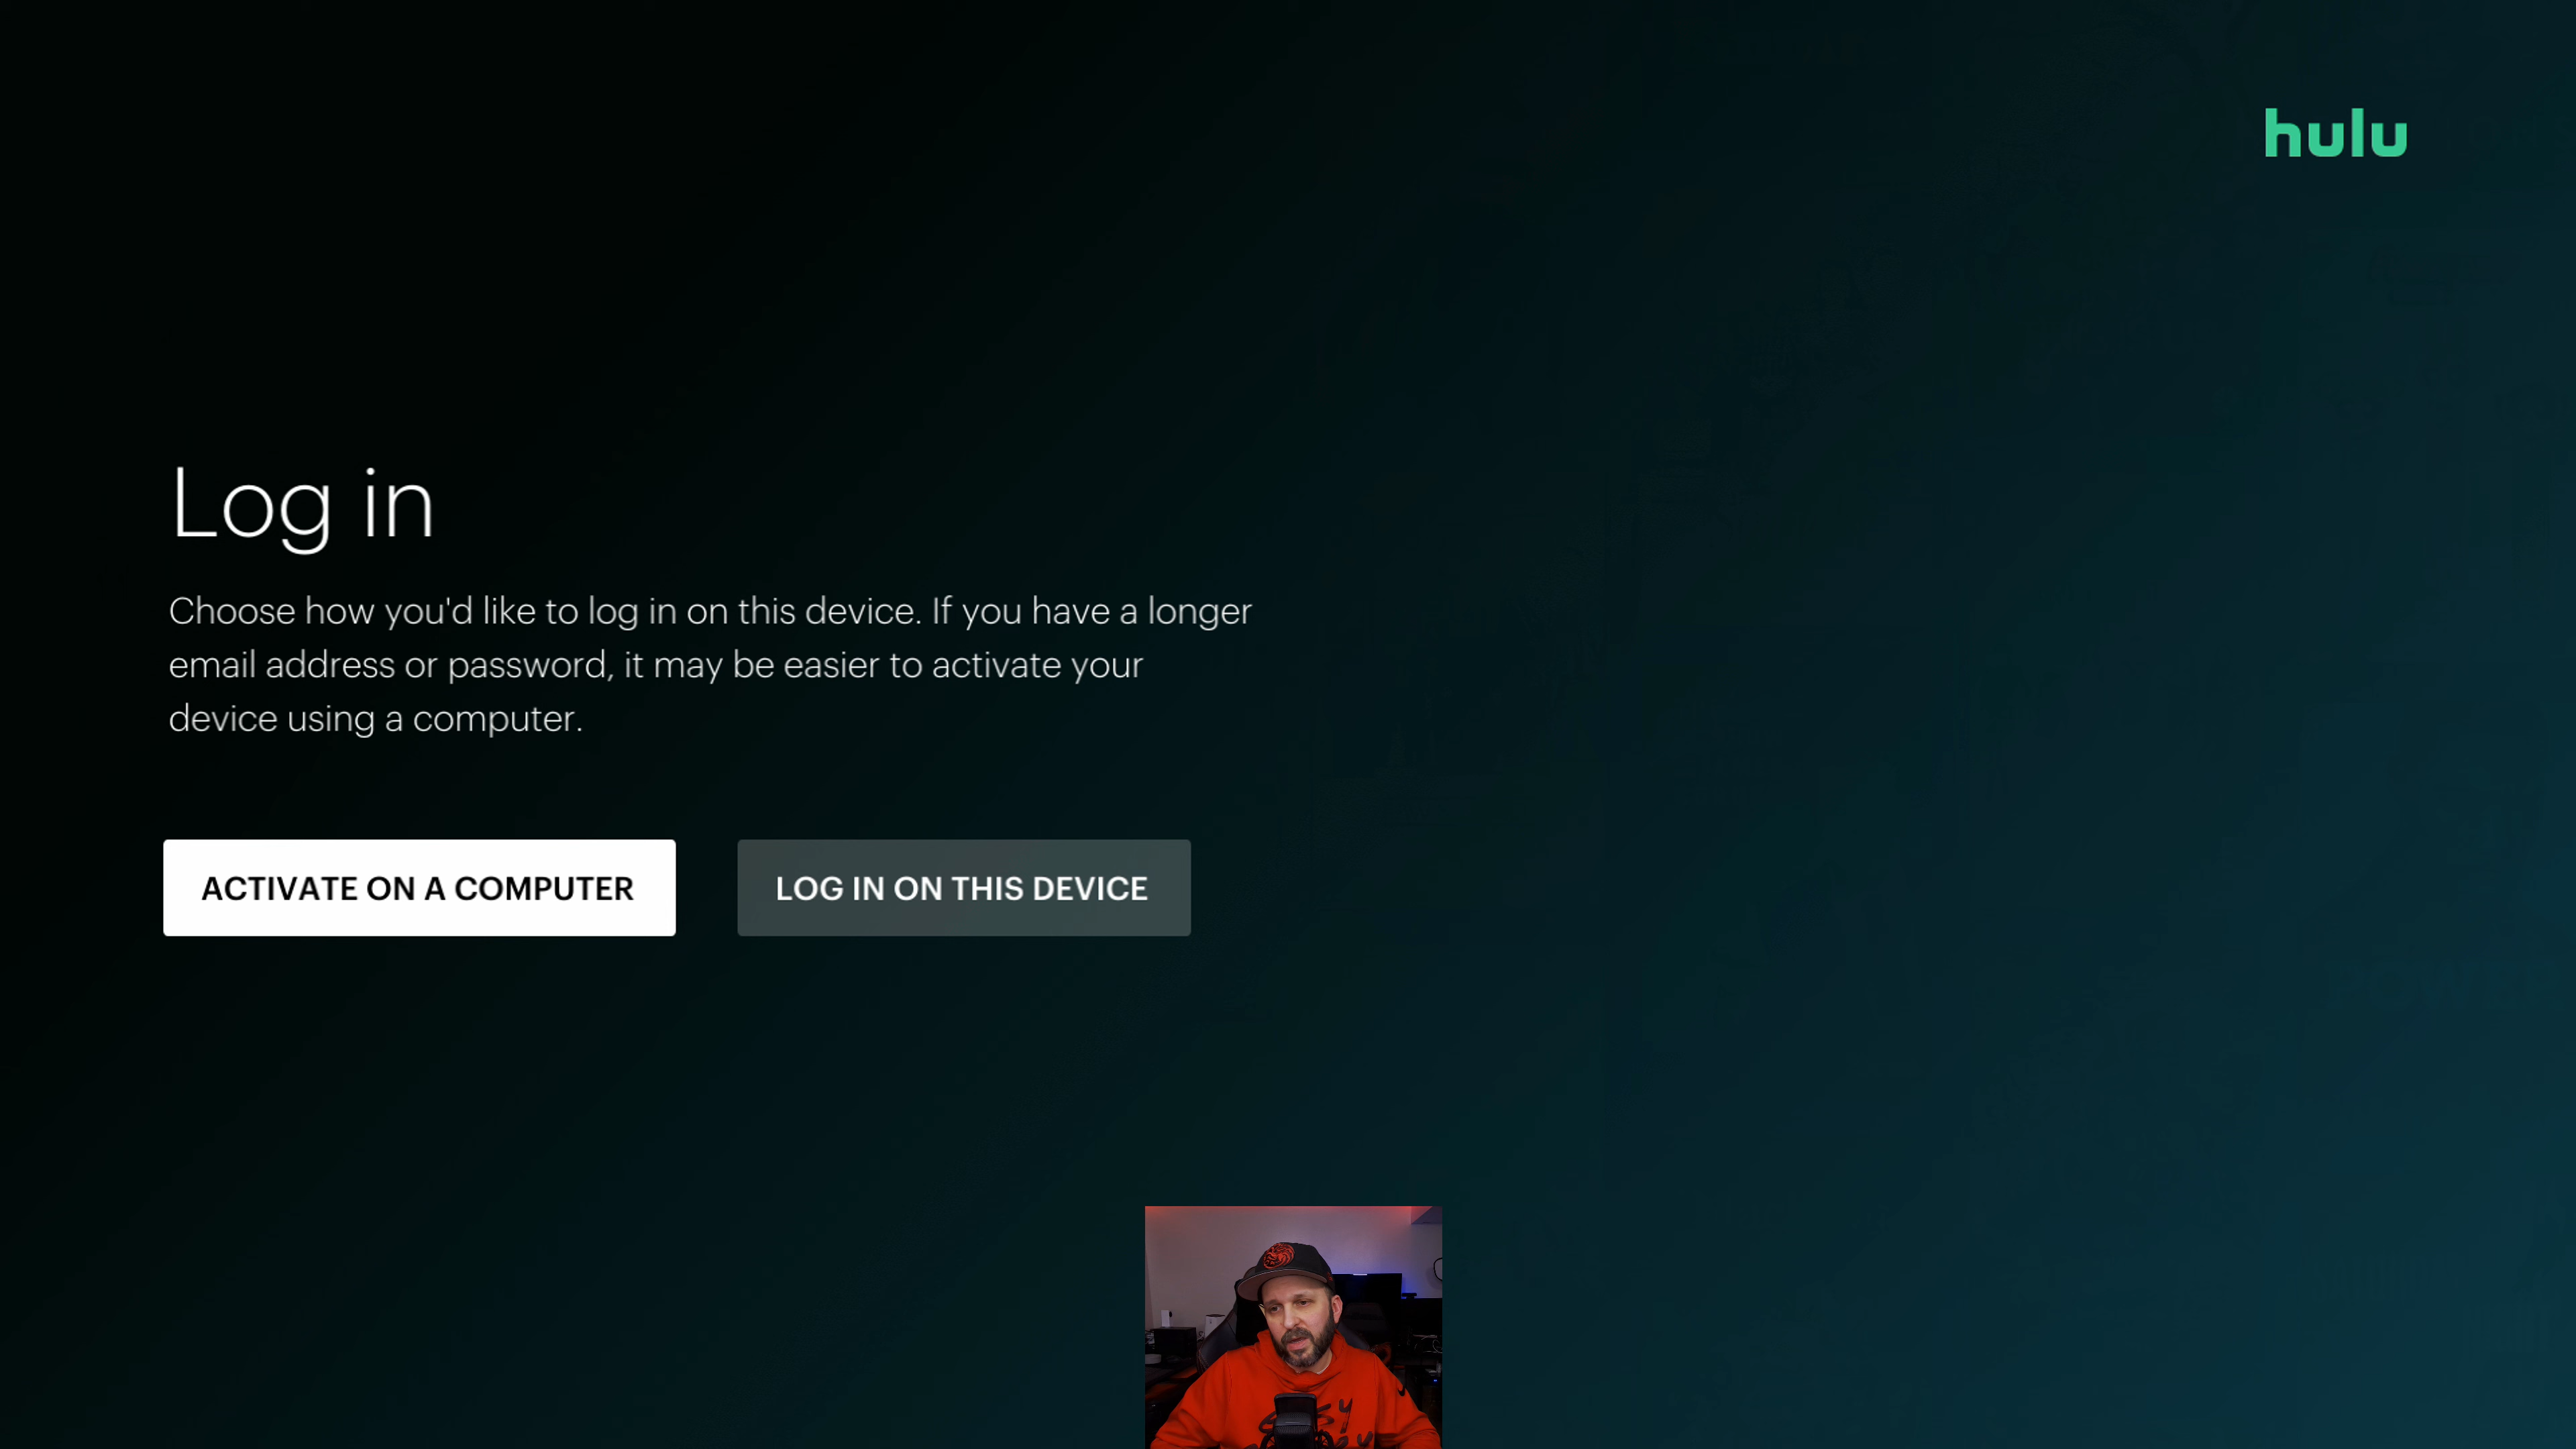 hulu
Log in
Choose how you'd like to log in on this device. If you have a longer
email address or password, it may be easier to activate your
device using a computer.
ACTIVATE ON A COMPUTER
LOG IN ON THIS DEVICE